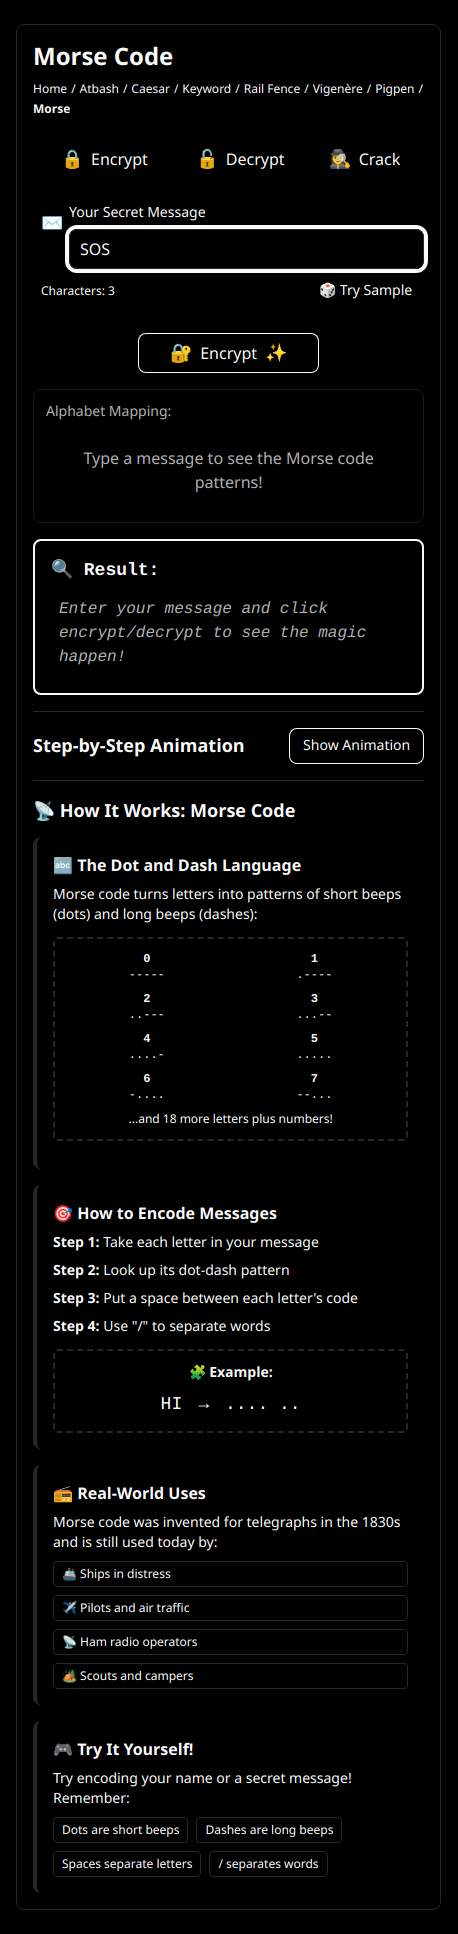 Morse Code
Home / Atbash / Caesar / Keyword / Rail Fence / Vigenère / Pigpen /
Morse
🔒 Encrypt 🔓 Decrypt 🕵️ Crack
Your Secret Message
SOS
Characters: 3 🎲 Try Sample
🔐 Encrypt ✨
Alphabet Mapping:
Type a message to see the Morse code
patterns!
🔍 Result:
Enter your message and click
encrypt/decrypt to see the magic
happen!
Step-by-Step Animation Show Animation
📡 How It Works: Morse Code
🔤 The Dot and Dash Language
Morse code turns letters into patterns of short beeps
(dots) and long beeps (dashes):
0 1
----- .----
2 3
..--- ...--
4 5
....- .....
6 7
-.... --...
...and 18 more letters plus numbers!
🎯 How to Encode Messages
Step 1: Take each letter in your message
Step 2: Look up its dot-dash pattern
Step 3: Put a space between each letter's code
Step 4: Use "/" to separate words
🧩 Example:
HI → .... ..
📻 Real-World Uses
Morse code was invented for telegraphs in the 1830s
and is still used today by:
🚢 Ships in distress
✈️ Pilots and air traffic
📡 Ham radio operators
🏕️ Scouts and campers
🎮 Try It Yourself!
Try encoding your name or a secret message!
Remember:
Dots are short beeps Dashes are long beeps
Spaces separate letters / separates words